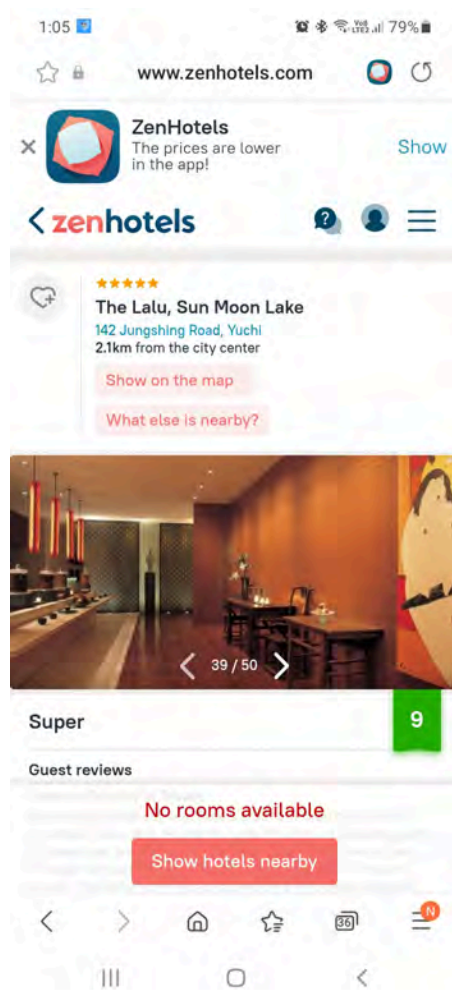 1:05 79%
www.zenhotels.com
ZenHotels
The prices are lower
in the app!
Show
zenhotels
The Lalu, Sun Moon Lake
142 Jungshing Road, Yuchi
2.1km from the city center
Show on the map
What else is nearby?
39 / 50
Super
9
Guest reviews
No rooms available
Show hotels nearby
36
N